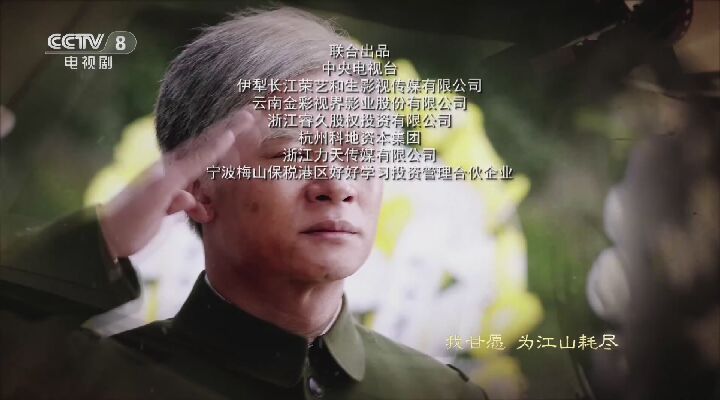 CCTV 8
电视剧
联合出品
中央电视台
伊犁长江荣艺和生影视传媒有限公司
云南金彩视界影业股份有限公司
浙江睿久股权投资有限公司
杭州科地资本集团
浙江力天传媒有限公司
宁波梅山保税港区好好学习投资管理合伙企业
我甘愿 为江山耗尽